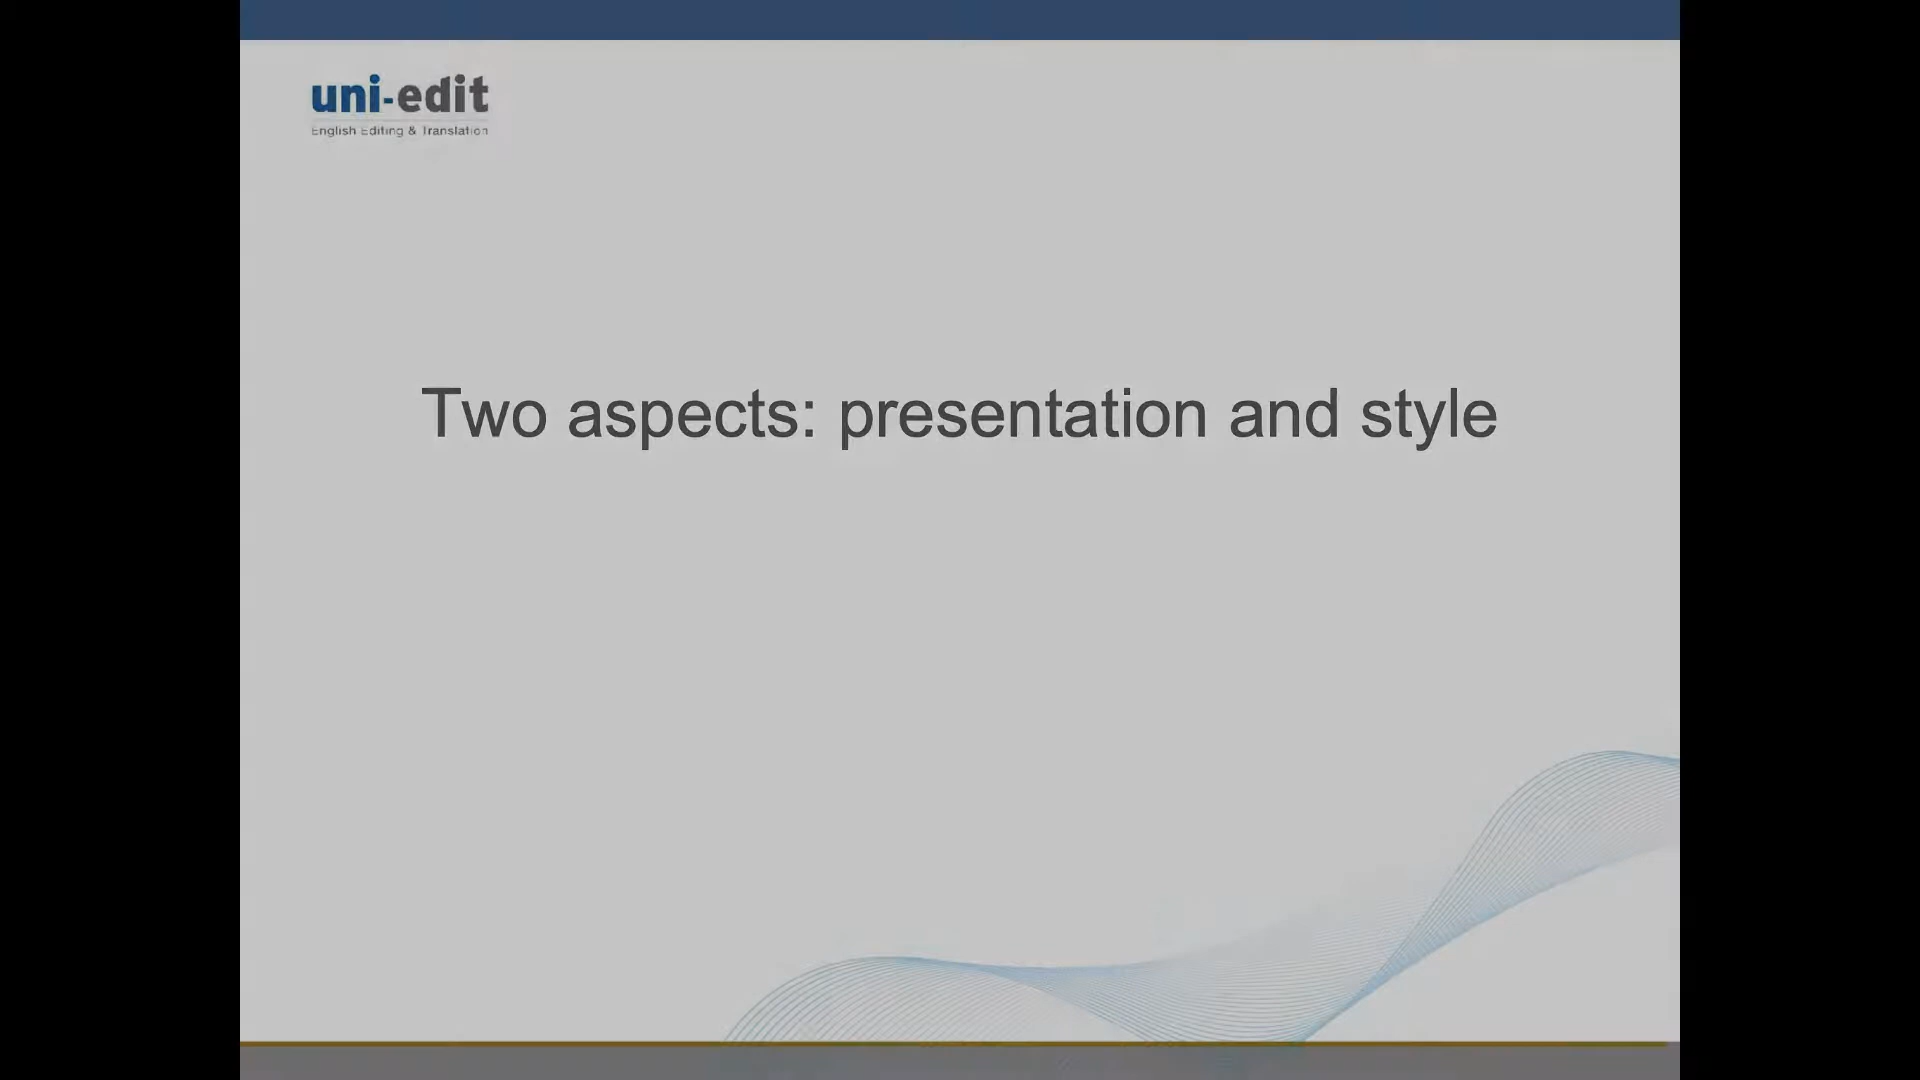 uni-edit
English Editing & Translation
Two aspects: presentation and style